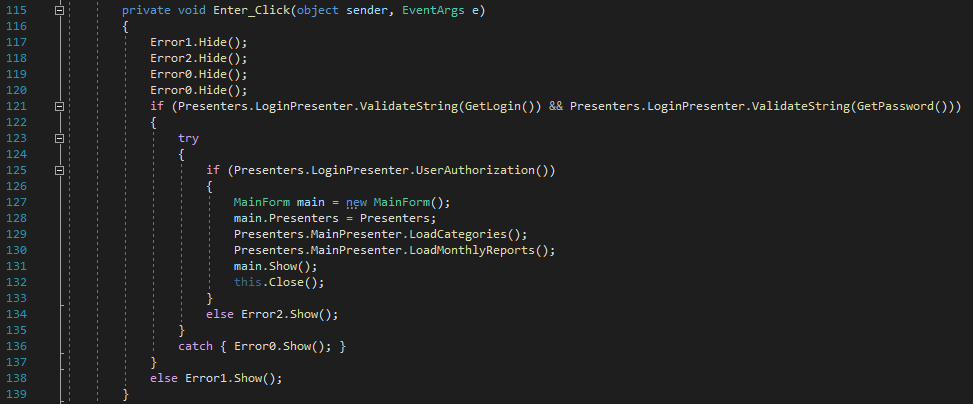 115 private void Enter_Click(object sender, EventArgs e)
116 {
117 Error1.Hide();
118 Error2.Hide();
119 Error0.Hide();
120 Error0.Hide();
121 if (Presenters.LoginPresenter.ValidateString(GetLogin()) && Presenters.LoginPresenter.ValidateString(GetPassword()))
122 {
123 try
124 {
125 if (Presenters.LoginPresenter.UserAuthorization())
126 {
127 MainForm main = new MainForm();
128 main.Presenters = Presenters;
129 Presenters.MainPresenter.LoadCategories();
130 Presenters.MainPresenter.LoadMonthlyReports();
131 main.Show();
132 this.Close();
133 }
134 else Error2.Show();
135 }
136 catch { Error0.Show(); }
137 }
138 else Error1.Show();
139 }